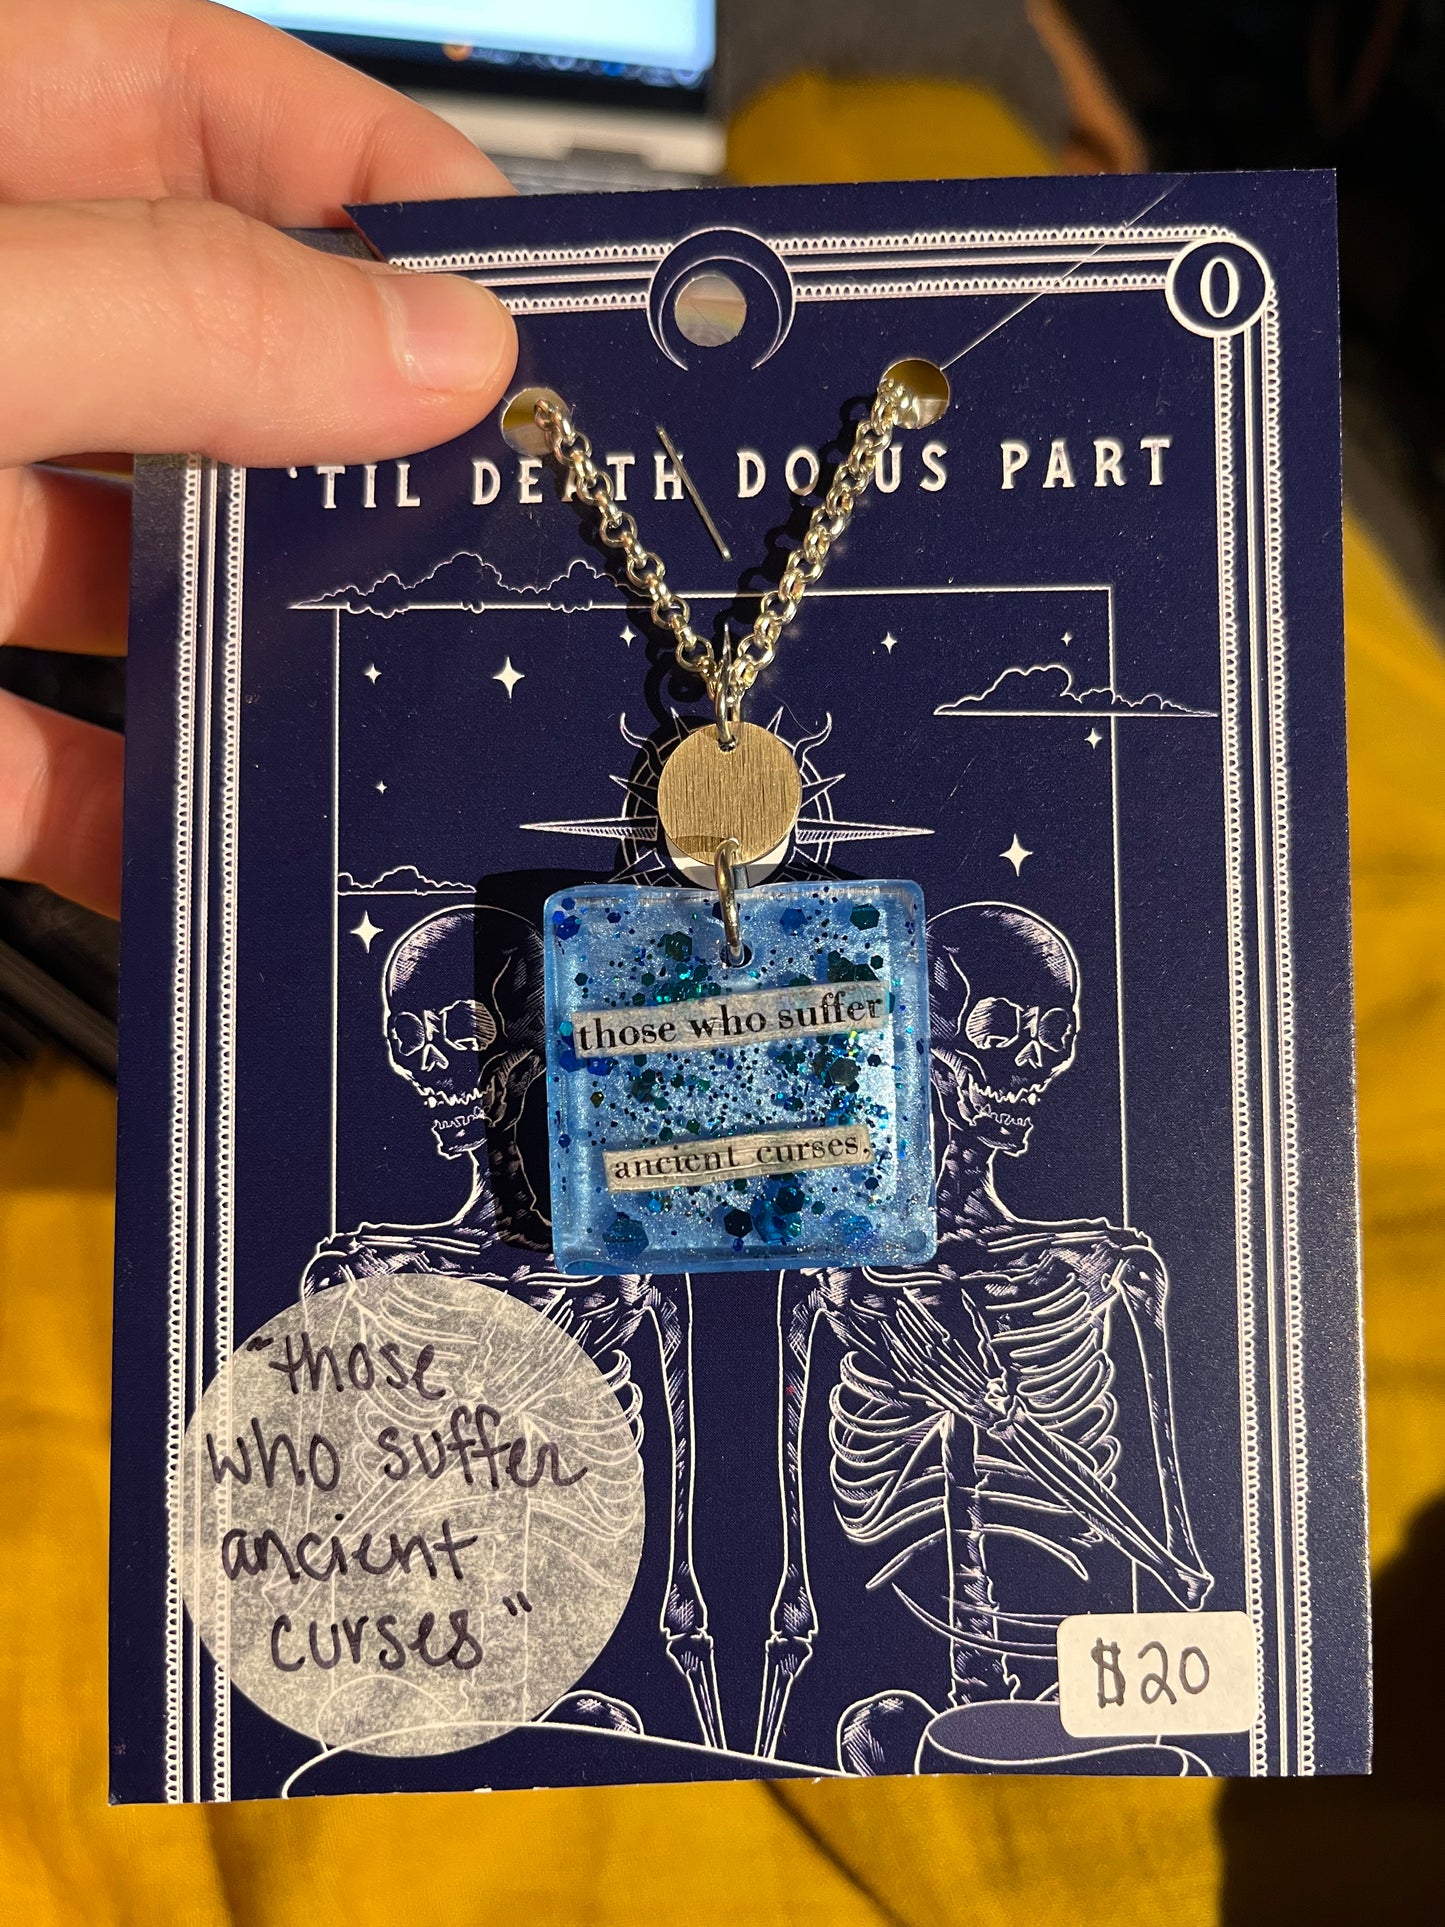 0
'TIL DEATH DO US PART
those who suffer
ancient curses.
"those
who suffer
ancient
curses"
$20